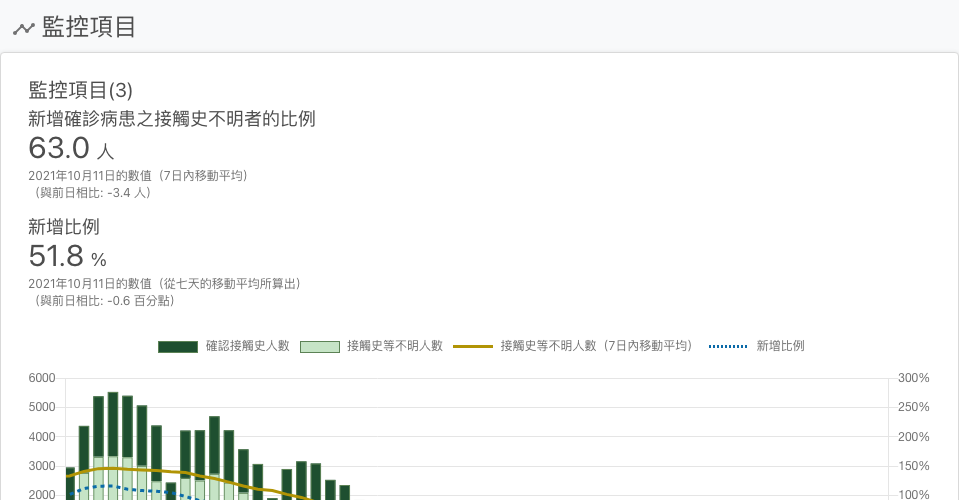 監控項目
監控項目(3)
新增確診病患之接觸史不明者的比例
63.0 人
2021年10月11日的數值（7日內移動平均）
（與前日相比: -3.4 人）
新增比例
51.8 %
2021年10月11日的數值（從七天的移動平均所算出）
（與前日相比: -0.6 百分點）
確認接觸史人數 接觸史等不明人數 接觸史等不明人數（7日內移動平均） 新增比例
6000 300%
5000 250%
4000 200%
3000 150%
2000 100%